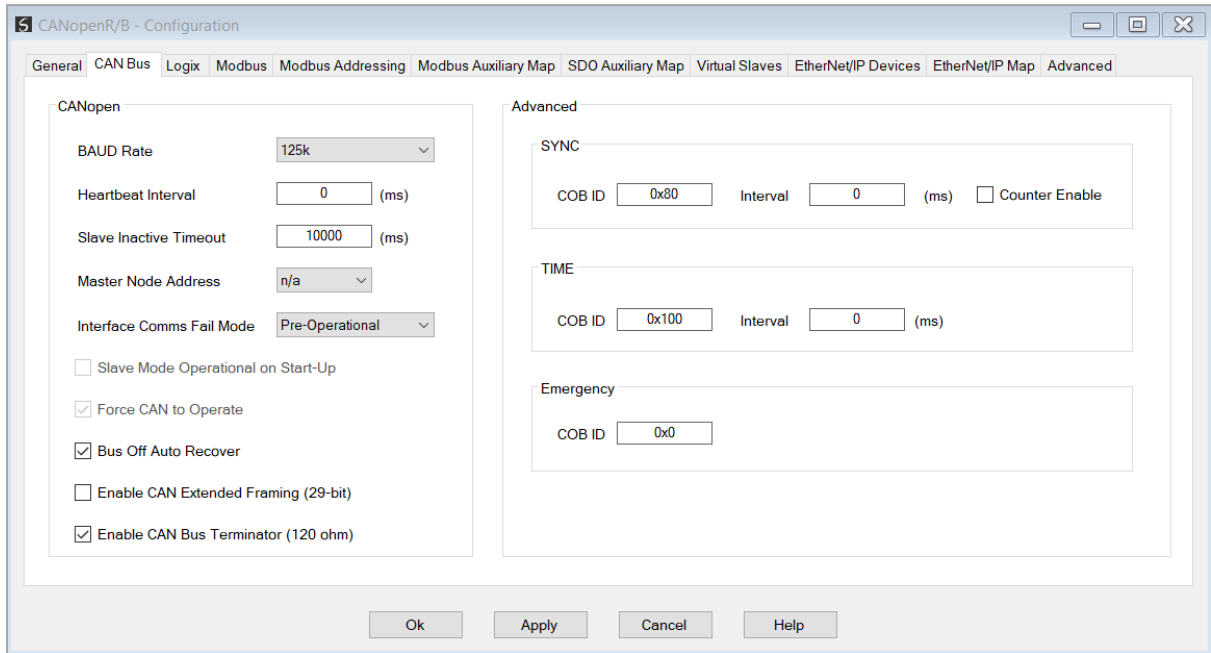 CANopenR/B - Configuration
General CAN Bus Logix Modbus Modbus Addressing Modbus Auxiliary Map SDO Auxiliary Map Virtual Slaves EtherNet/IP Devices EtherNet/IP Map Advanced
CANopen
BAUD Rate 125k
Heartbeat Interval 0 (ms)
Slave Inactive Timeout 10000 (ms)
Master Node Address n/a
Interface Comms Fail Mode Pre-Operational
Slave Mode Operational on Start-Up
Force CAN to Operate
Bus Off Auto Recover
Enable CAN Extended Framing (29-bit)
Enable CAN Bus Terminator (120 ohm)
Advanced
SYNC
COB ID 0x80 Interval 0 (ms) Counter Enable
TIME
COB ID 0x100 Interval 0 (ms)
Emergency
COB ID 0x0
Ok Apply Cancel Help